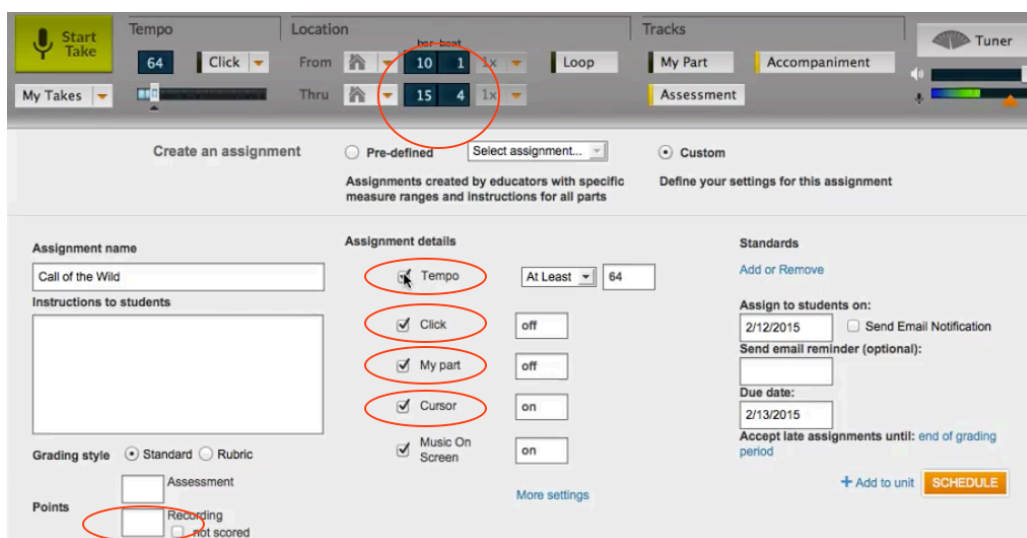 Start Take
Tempo
Location
Tracks
bar beat
Tuner
64
Click
From
10 1
1x
Loop
My Part
Accompaniment
My Takes
Thru
15 4
1x
Assessment
Create an assignment
Pre-defined
Select assignment...
Custom
Assignments created by educators with specific
measure ranges and instructions for all parts
Define your settings for this assignment
Assignment name
Assignment details
Standards
Call of the Wild
Tempo
At Least
64
Add or Remove
Instructions to students
Assign to students on:
Click
off
2/12/2015
Send Email Notification
Send email reminder (optional):
My part
off
Due date:
Cursor
on
2/13/2015
Accept late assignments until: end of grading
period
Music On
Screen
on
Grading style
Standard
Rubric
Assessment
+ Add to unit
SCHEDULE
More settings
Points
Recording
not scored